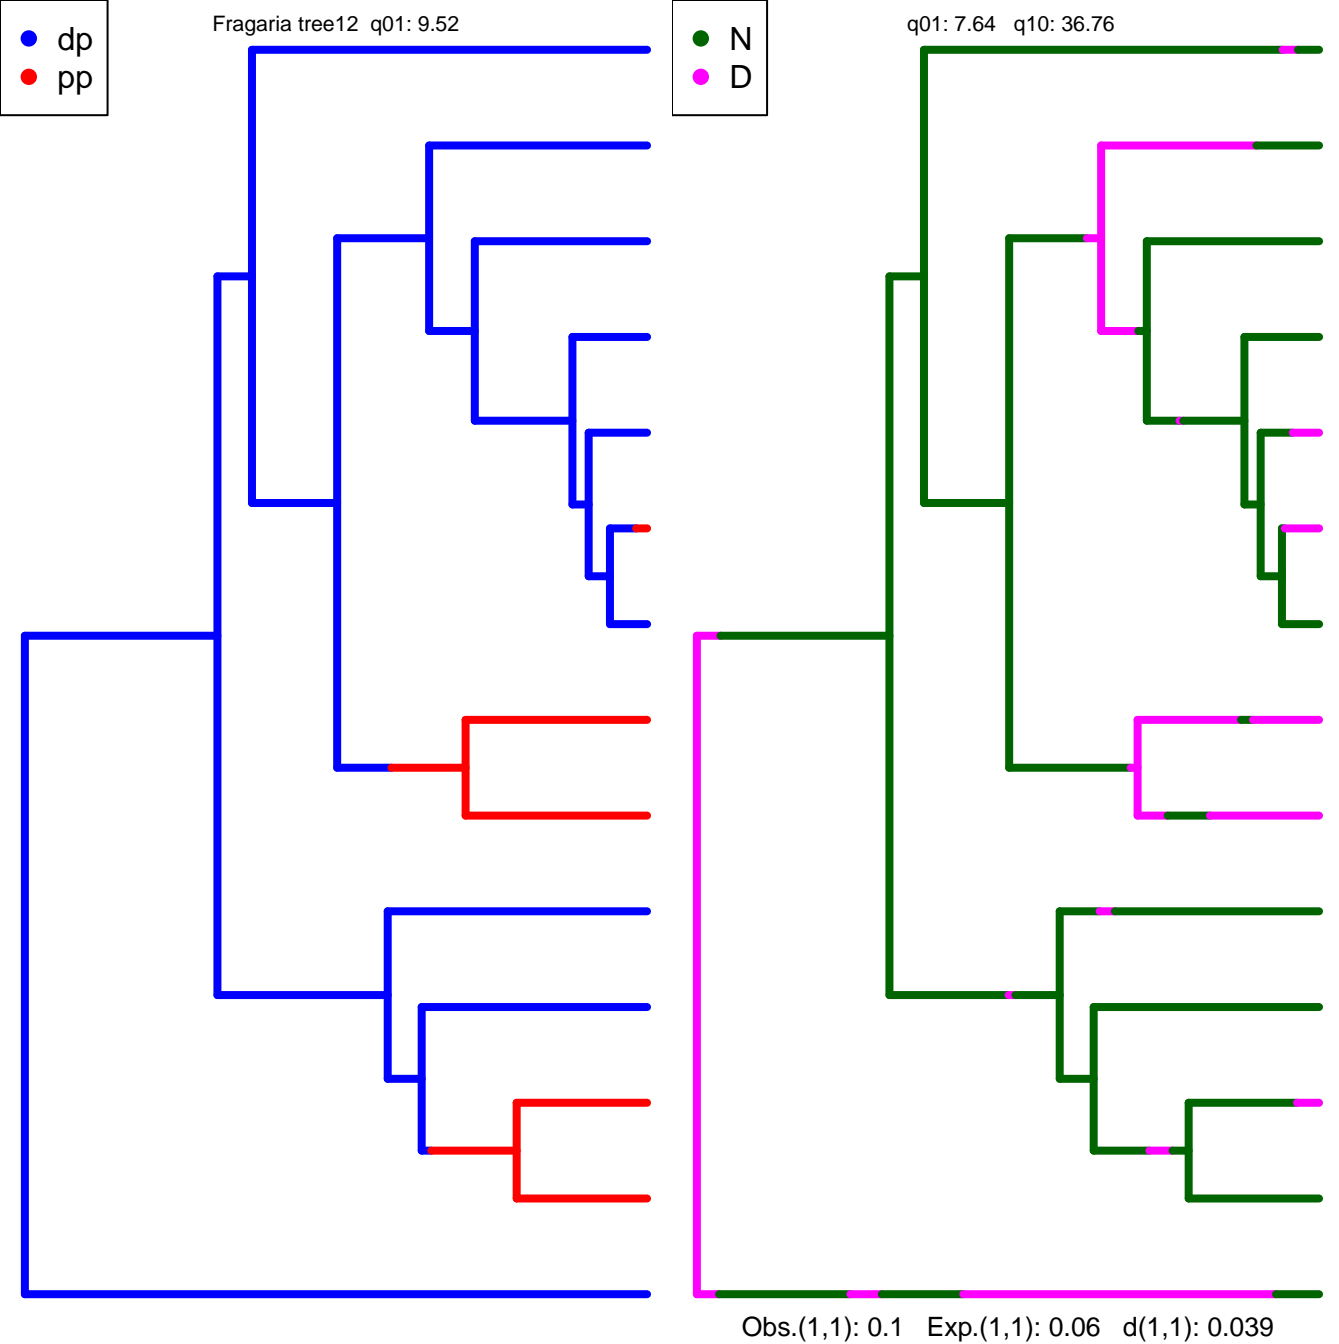 Fragaria tree12  q01: 9.52
dp
pp
q01: 7.64   q10: 36.76
N
D
Obs.(1,1): 0.1   Exp.(1,1): 0.06   d(1,1): 0.039